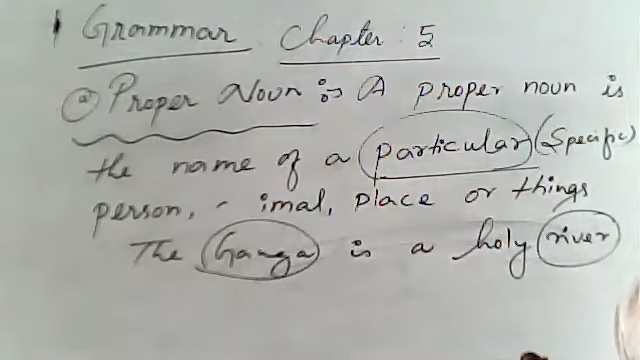 Grammar Chapter : 5
(a) Proper Noun :- A proper noun is
the name of a particular (Specific)
person, imal, place or things
The Ganga is a holy river